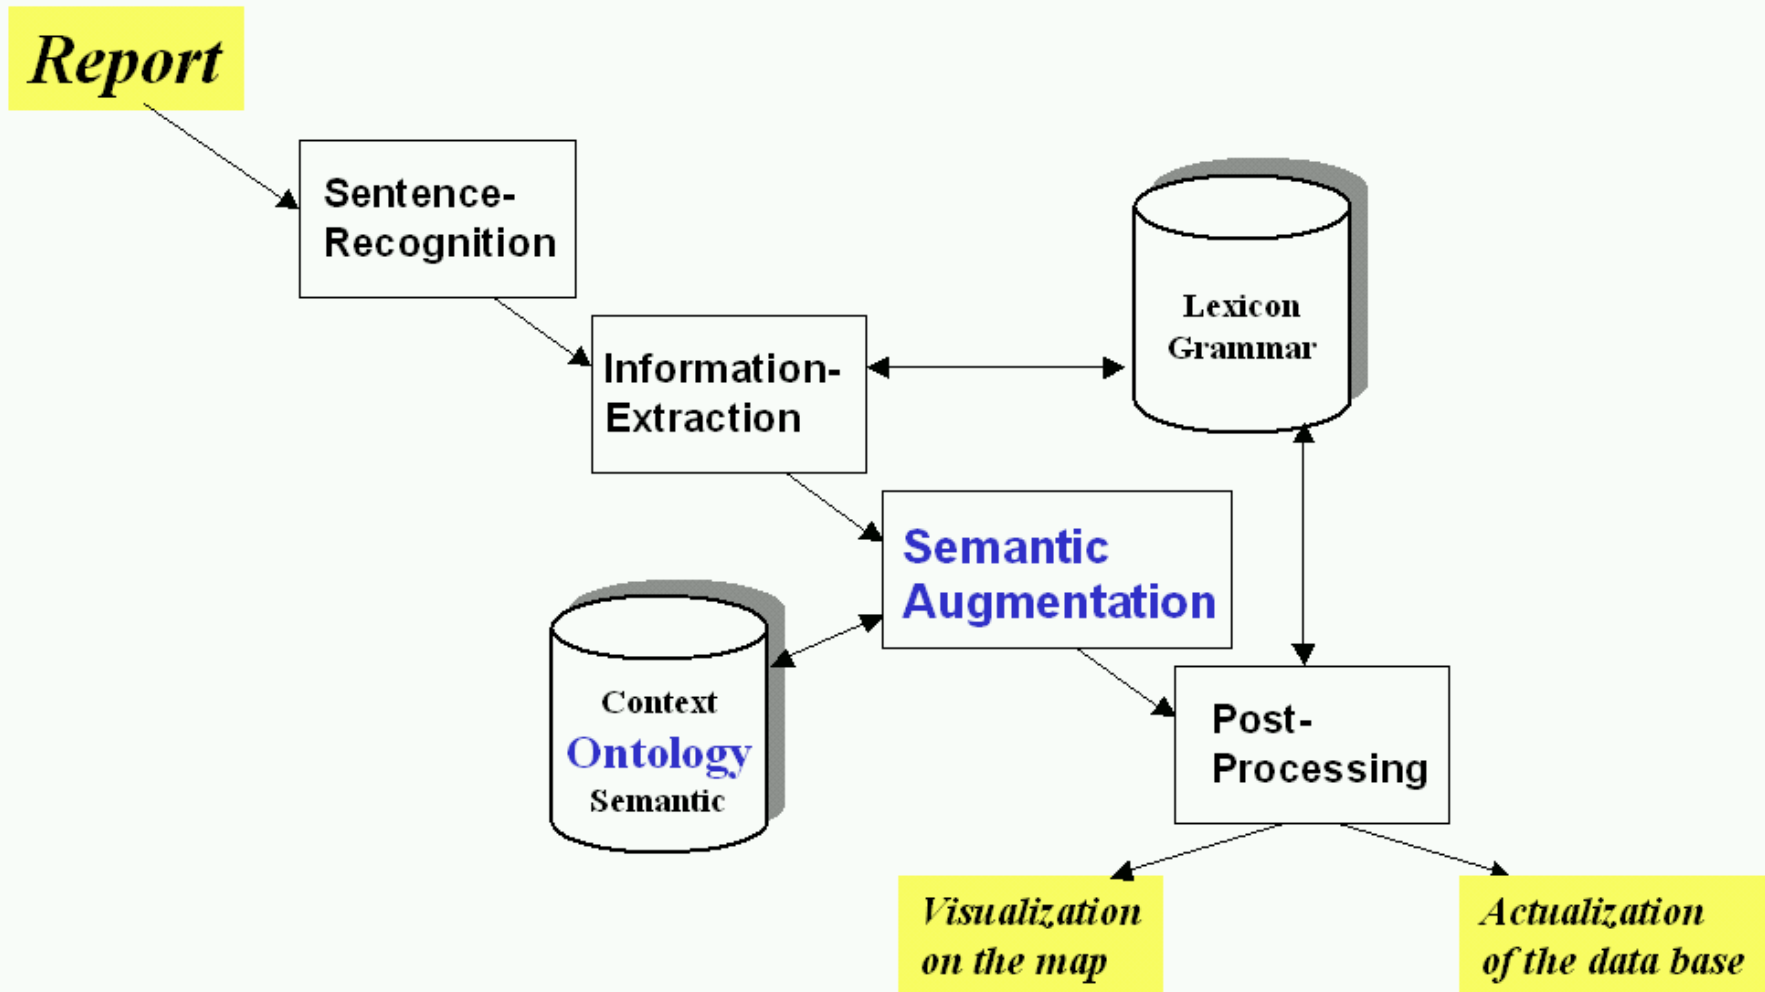 Report
Sentence-
Recognition
Information-
Extraction
Lexicon
Grammar
Semantic
Augmentation
Context
Ontology
Semantic
Post-
Processing
Visualization
on the map
Actualization
of the data base